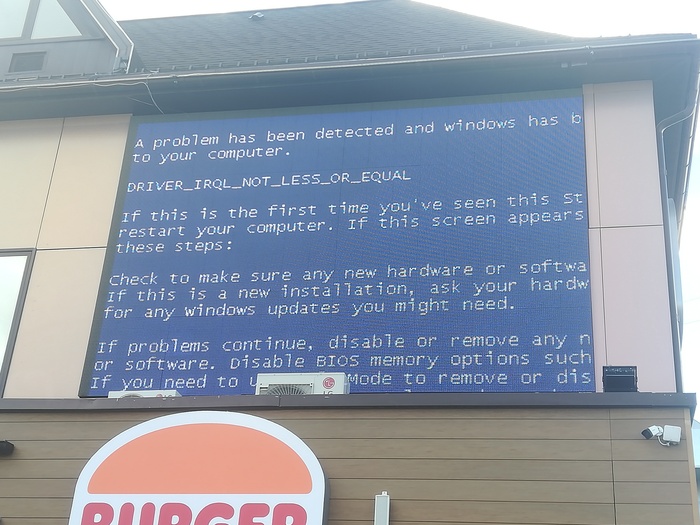 A problem has been detected and windows has b
to your computer.
DRIVER_IRQL_NOT_LESS_OR_EQUAL
If this is the first time you've seen this St
restart your computer. If this screen appears
these steps:
Check to make sure any new hardware or softwa
If this is a new installation, ask your hardw
for any windows updates you might need.
If problems continue, disable or remove any n
or software. Disable BIOS memory options such
If you need to u Mode to remove or dis
LG
BURGER